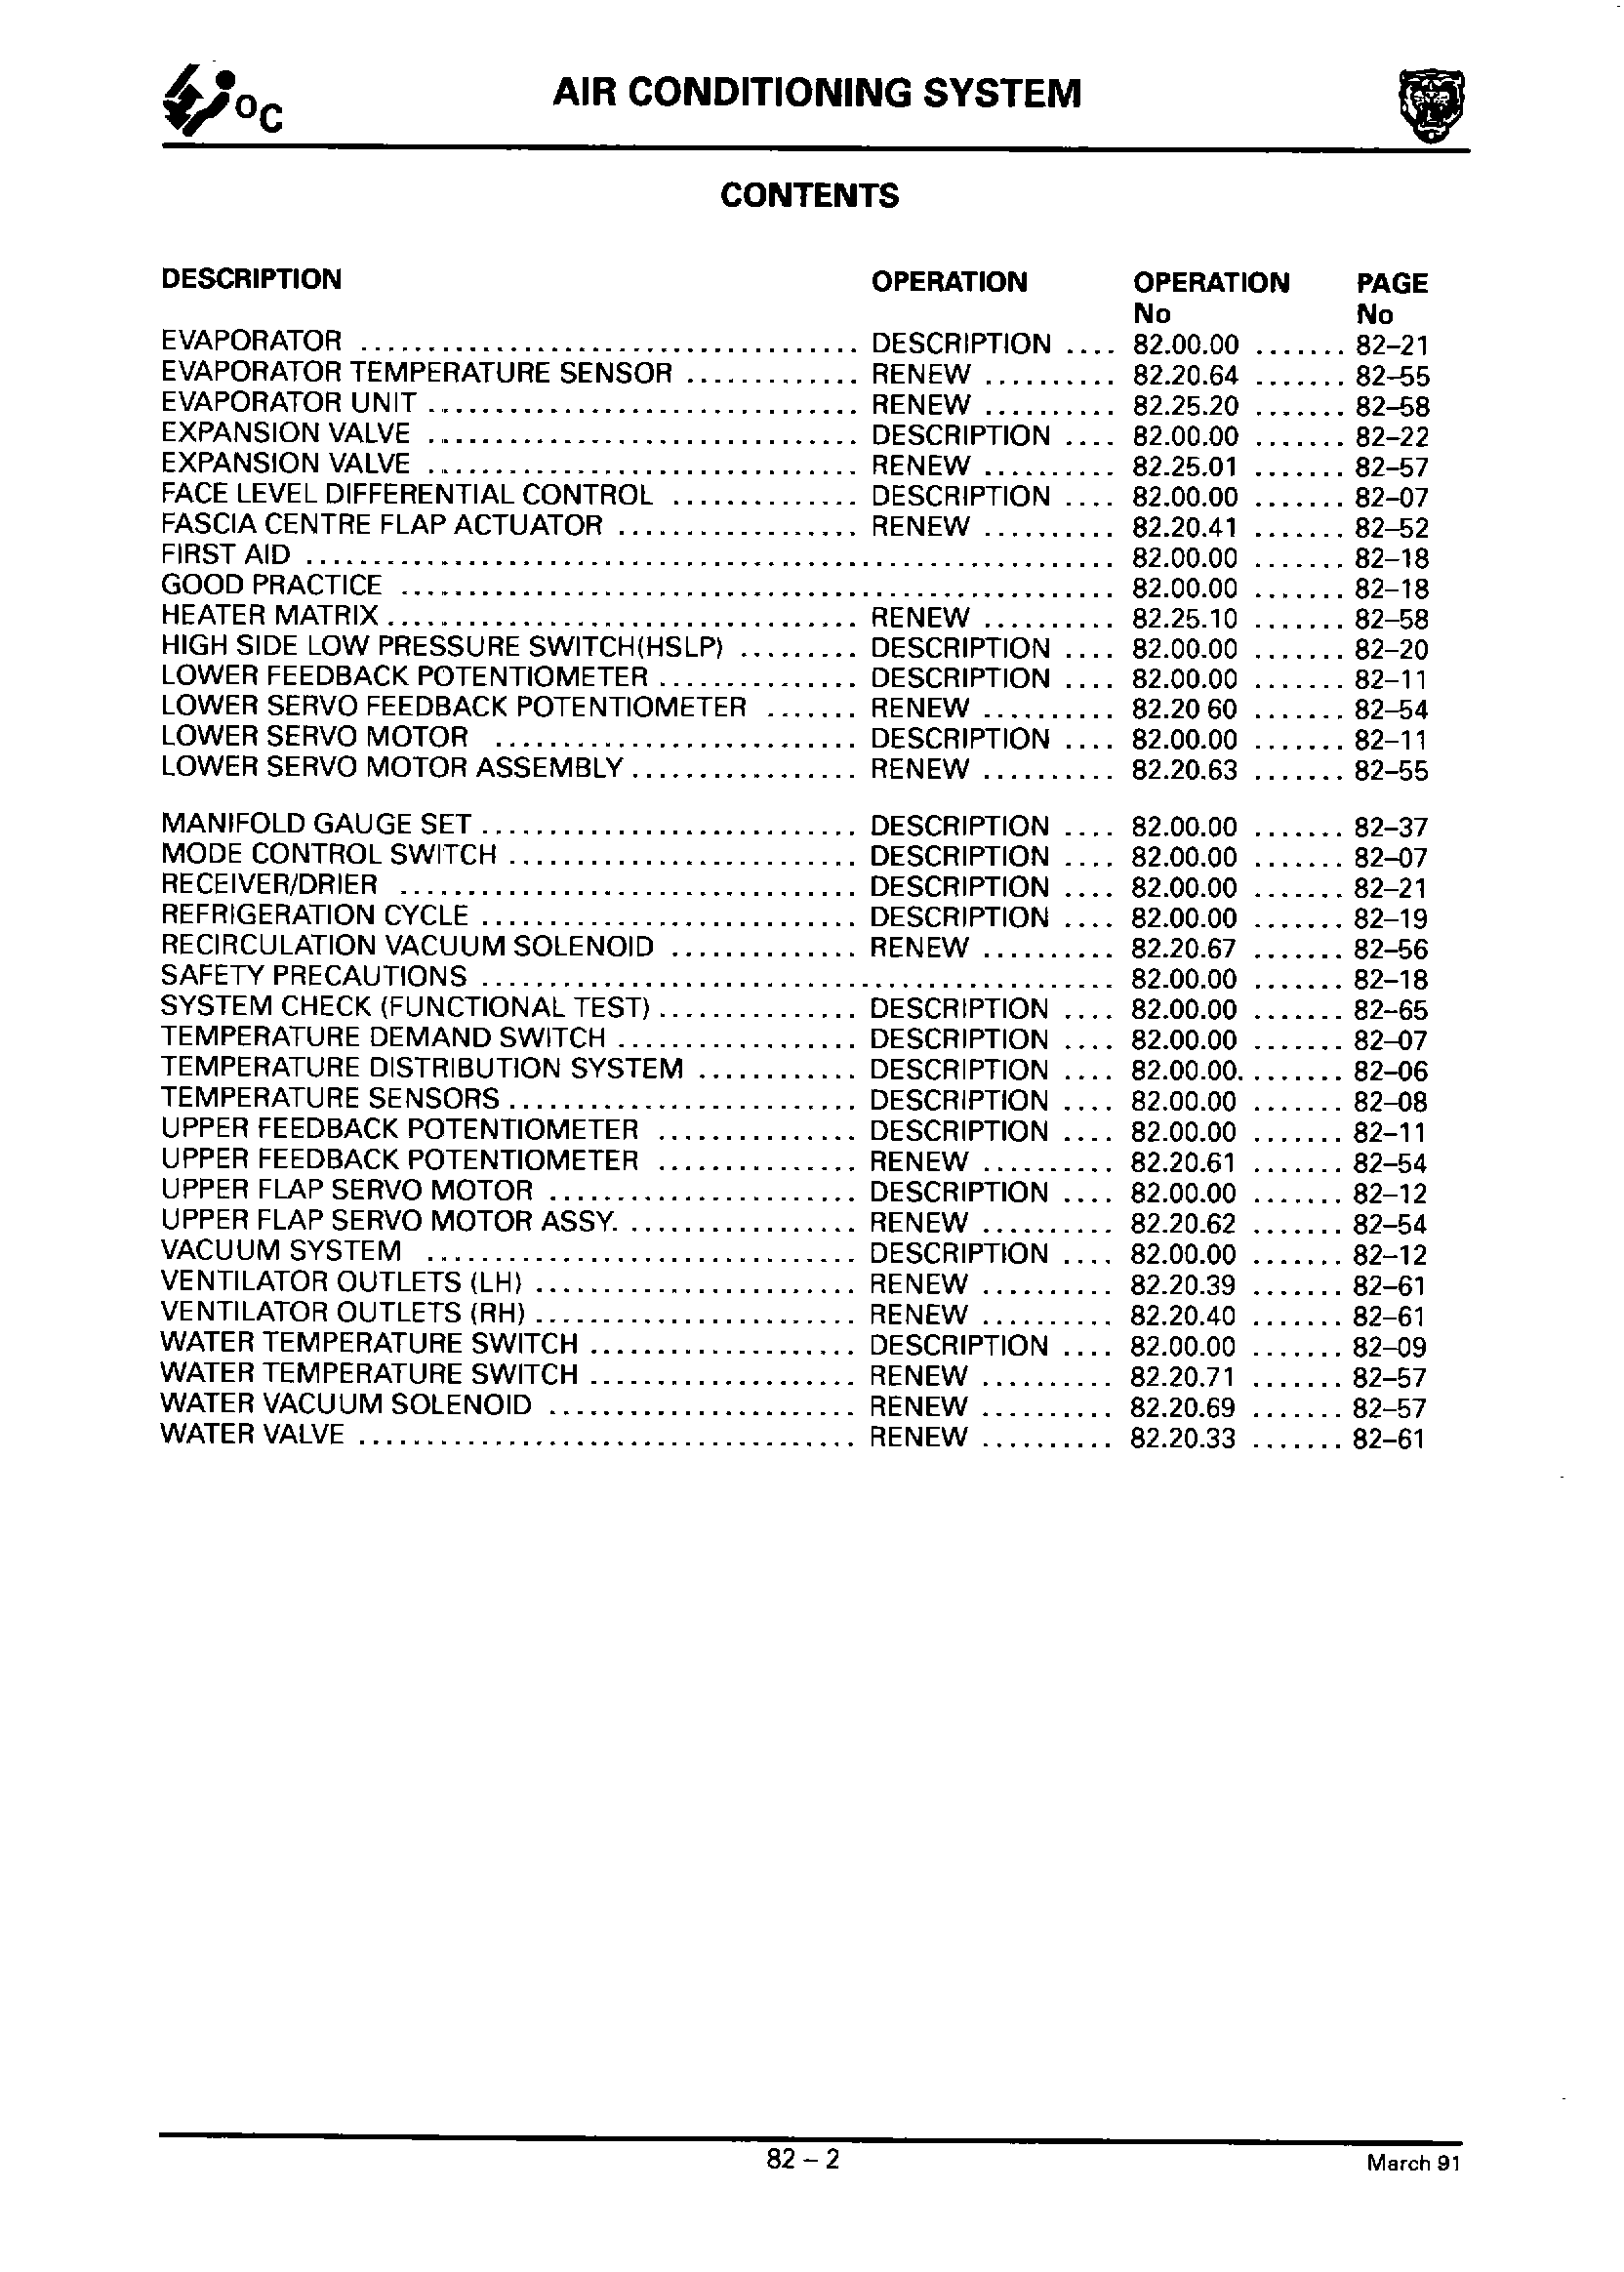 °C
AIR CONDITIONING SYSTEM
CONTENTS
DESCRIPTION OPERATION OPERATION No PAGE No
EVAPORATOR ..................................... DESCRIPTION .... 82.00.00 ....... 82–21
EVAPORATOR TEMPERATURE SENSOR ............. RENEW .......... 82.20.64 ....... 82–55
EVAPORATOR UNIT ................................ RENEW .......... 82.25.20 ....... 82–58
EXPANSION VALVE ................................ DESCRIPTION .... 82.00.00 ....... 82–22
EXPANSION VALVE ................................ RENEW .......... 82.25.01 ....... 82–57
FACE LEVEL DIFFERENTIAL CONTROL .............. DESCRIPTION .... 82.00.00 ....... 82–07
FASCIA CENTRE FLAP ACTUATOR .................. RENEW .......... 82.20.41 ....... 82–52
FIRST AID ............................................................ 82.00.00 ....... 82–18
GOOD PRACTICE ..................................................... 82.00.00 ....... 82–18
HEATER MATRIX ................................... RENEW .......... 82.25.10 ....... 82–58
HIGH SIDE LOW PRESSURE SWITCH(HSLP) ......... DESCRIPTION .... 82.00.00 ....... 82–20
LOWER FEEDBACK POTENTIOMETER ............... DESCRIPTION .... 82.00.00 ....... 82–11
LOWER SERVO FEEDBACK POTENTIOMETER ....... RENEW .......... 82.20 60 ....... 82–54
LOWER SERVO MOTOR ........................... DESCRIPTION .... 82.00.00 ....... 82–11
LOWER SERVO MOTOR ASSEMBLY ................. RENEW .......... 82.20.63 ....... 82–55
MANIFOLD GAUGE SET ............................ DESCRIPTION .... 82.00.00 ....... 82–37
MODE CONTROL SWITCH .......................... DESCRIPTION .... 82.00.00 ....... 82–07
RECEIVER/DRIER .................................. DESCRIPTION .... 82.00.00 ....... 82–21
REFRIGERATION CYCLE ............................ DESCRIPTION .... 82.00.00 ....... 82–19
RECIRCULATION VACUUM SOLENOID .............. RENEW .......... 82.20.67 ....... 82–56
SAFETY PRECAUTIONS ............................................... 82.00.00 ....... 82–18
SYSTEM CHECK (FUNCTIONAL TEST) ............... DESCRIPTION .... 82.00.00 ....... 82–65
TEMPERATURE DEMAND SWITCH .................. DESCRIPTION .... 82.00.00 ....... 82–07
TEMPERATURE DISTRIBUTION SYSTEM ............ DESCRIPTION .... 82.00.00. ....... 82–06
TEMPERATURE SENSORS .......................... DESCRIPTION .... 82.00.00 ....... 82–08
UPPER FEEDBACK POTENTIOMETER ............... DESCRIPTION .... 82.00.00 ....... 82–11
UPPER FEEDBACK POTENTIOMETER ............... RENEW .......... 82.20.61 ....... 82–54
UPPER FLAP SERVO MOTOR ....................... DESCRIPTION .... 82.00.00 ....... 82–12
UPPER FLAP SERVO MOTOR ASSY. ................. RENEW .......... 82.20.62 ....... 82–54
VACUUM SYSTEM ................................ DESCRIPTION .... 82.00.00 ....... 82–12
VENTILATOR OUTLETS (LH) ........................ RENEW .......... 82.20.39 ....... 82–61
VENTILATOR OUTLETS (RH) ........................ RENEW .......... 82.20.40 ....... 82–61
WATER TEMPERATURE SWITCH .................... DESCRIPTION .... 82.00.00 ....... 82–09
WATER TEMPERATURE SWITCH .................... RENEW .......... 82.20.71 ....... 82–57
WATER VACUUM SOLENOID ....................... RENEW .......... 82.20.69 ....... 82–57
WATER VALVE ..................................... RENEW .......... 82.20.33 ....... 82–61
82 – 2
March 91